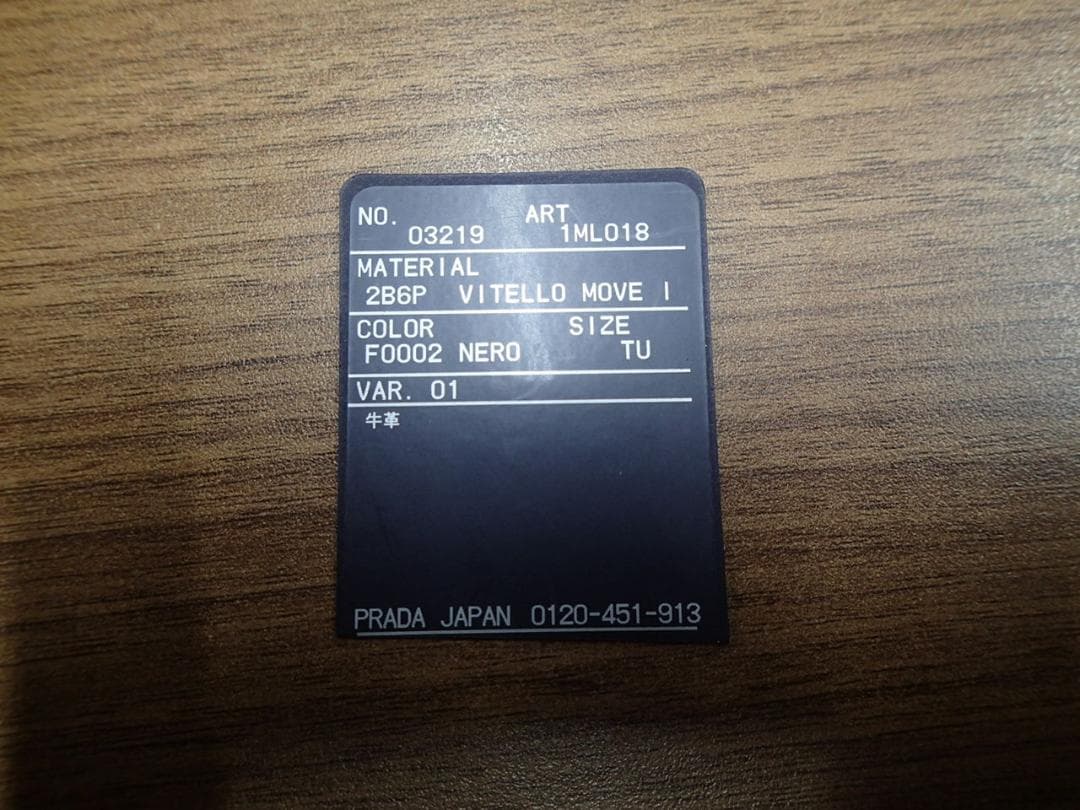 NO. ART
03219 1ML018
MATERIAL
2B6P VITELLO MOVE I
COLOR SIZE
F0002 NERO TU
VAR. 01
牛革
PRADA JAPAN 0120-451-913